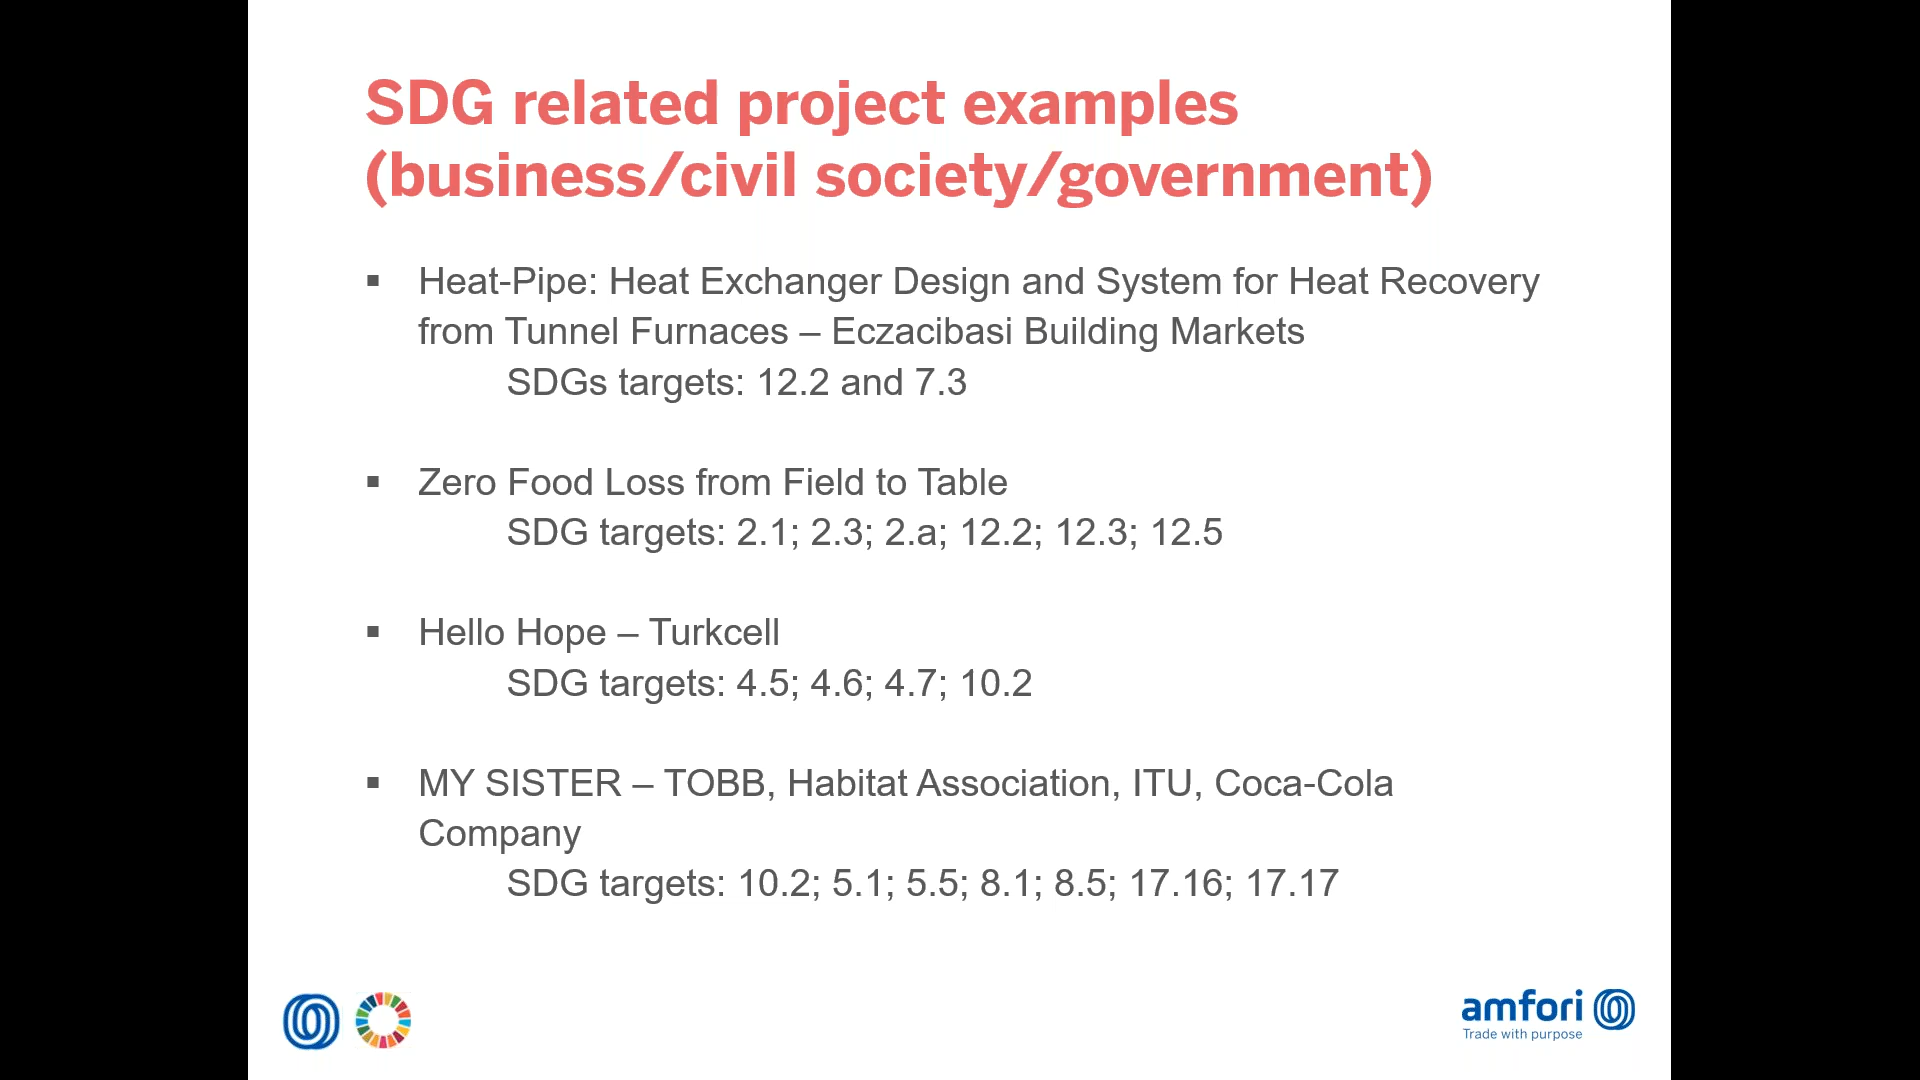 SDG related project examples
(business/civil society/government)
▪ Heat-Pipe: Heat Exchanger Design and System for Heat Recovery
from Tunnel Furnaces – Eczacibasi Building Markets
SDGs targets: 12.2 and 7.3
▪ Zero Food Loss from Field to Table
SDG targets: 2.1; 2.3; 2.a; 12.2; 12.3; 12.5
▪ Hello Hope – Turkcell
SDG targets: 4.5; 4.6; 4.7; 10.2
▪ MY SISTER – TOBB, Habitat Association, ITU, Coca-Cola
Company
SDG targets: 10.2; 5.1; 5.5; 8.1; 8.5; 17.16; 17.17
amfori
Trade with purpose